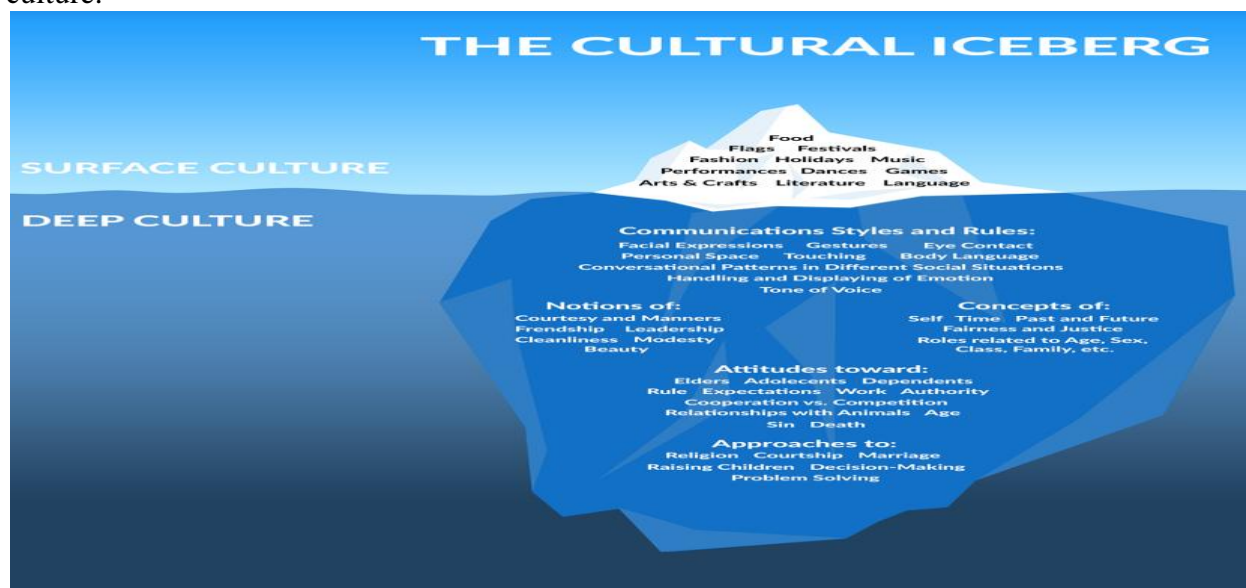 culture.
THE CULTURAL ICEBERG
SURFACE CULTURE
Food
Flags Festivals
Fashion Holidays Music
Performances Dances Games
Arts & Crafts Literature Language
DEEP CULTURE
Communications Styles and Rules:
Facial Expressions Gestures Eye Contact
Personal Space Touching Body Language
Conversational Patterns in Different Social Situations
Handling and Displaying of Emotion
Tone of Voice
Notions of:
Courtesy and Manners
Frendship Leadership
Cleanliness Modesty
Beauty
Concepts of:
Self Time Past and Future
Fairness and Justice
Roles related to Age, Sex,
Class, Family, etc.
Attitudes toward:
Elders Adolecents Dependents
Rule Expectations Work Authority
Cooperation vs. Competition
Relationships with Animals Age
Sin Death
Approaches to:
Religion Courtship Marriage
Raising Children Decision-Making
Problem Solving